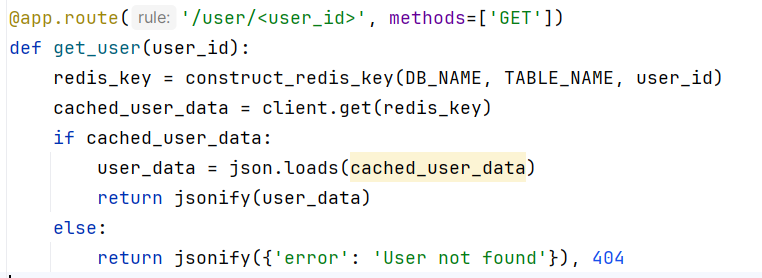 @app.route( rule: '/user/<user_id>', methods=['GET'])
def get_user(user_id):
    redis_key = construct_redis_key(DB_NAME, TABLE_NAME, user_id)
    cached_user_data = client.get(redis_key)
    if cached_user_data:
        user_data = json.loads(cached_user_data)
        return jsonify(user_data)
    else:
        return jsonify({'error': 'User not found'}), 404